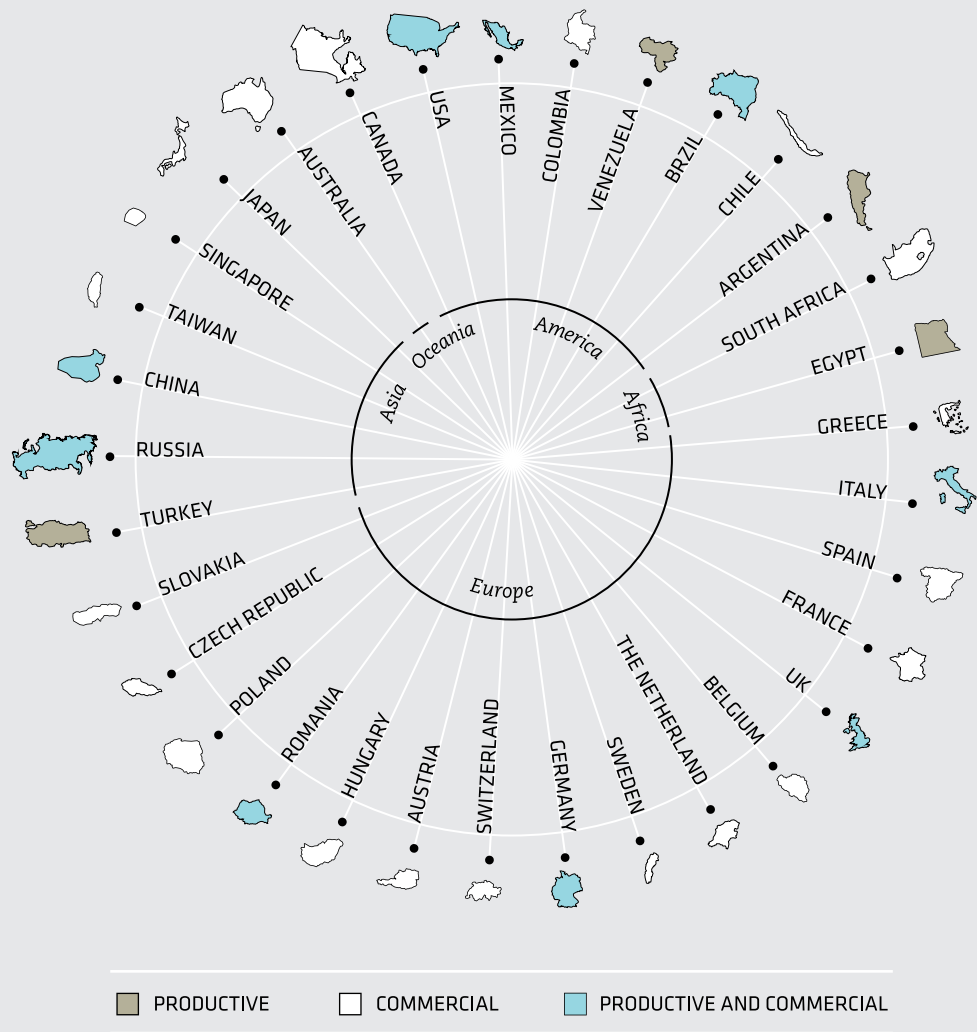 USA
MEXICO
COLOMBIA
VENEZUELA
BRZIL
CHILE
ARGENTINA
SOUTH AFRICA
EGYPT
GREECE
ITALY
SPAIN
FRANCE
UK
BELGIUM
THE NETHERLAND
SWEDEN
GERMANY
SWITZERLAND
AUSTRIA
HUNGARY
ROMANIA
POLAND
CZECH REPUBLIC
SLOVAKIA
TURKEY
RUSSIA
CHINA
TAIWAN
SINGAPORE
JAPAN
AUSTRALIA
CANADA
America
Africa
Europe
Asia
Oceania
PRODUCTIVE
COMMERCIAL
PRODUCTIVE AND COMMERCIAL